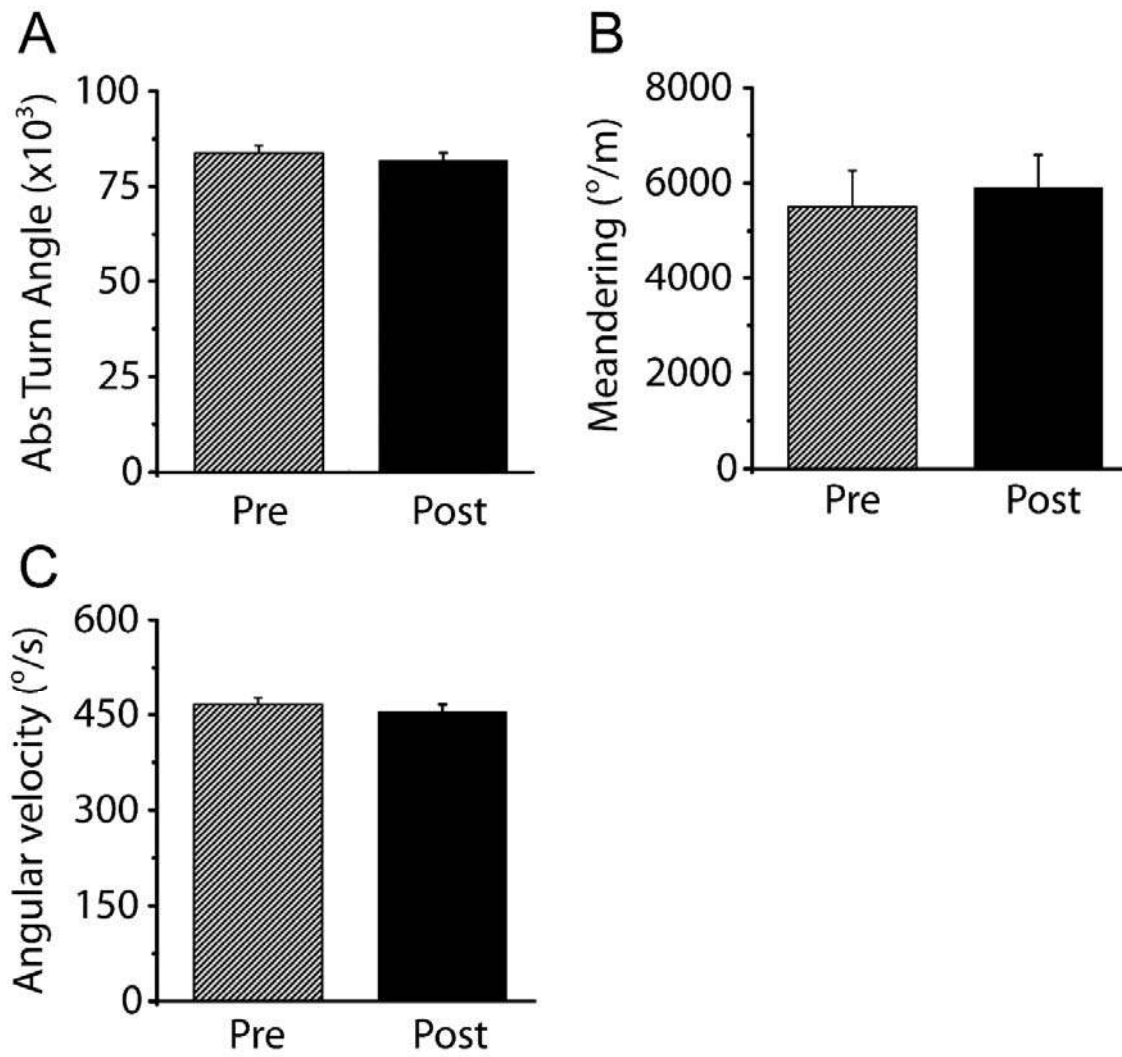 A
Abs Turn Angle (x10³)
100
75
50
25
0
Pre Post
B
Meandering (°/m)
8000
6000
4000
2000
0
Pre Post
C
Angular velocity (°/s)
600
450
300
150
0
Pre Post